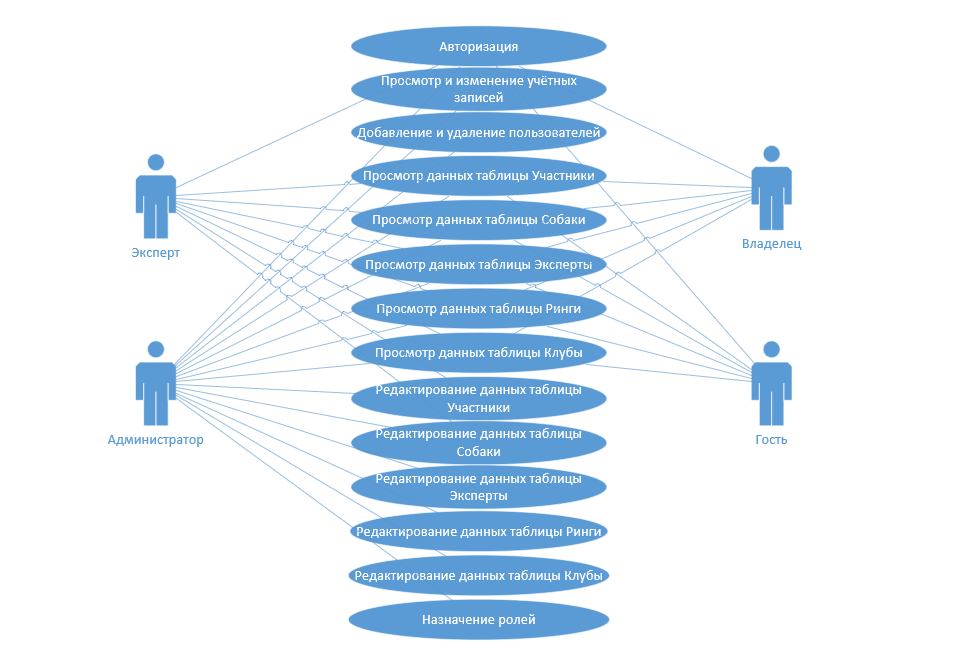 Авторизация
Просмотр и изменение учётных
записей
Добавление и удаление пользователей
Просмотр данных таблицы Участники
Просмотр данных таблицы Собаки
Просмотр данных таблицы Эксперты
Просмотр данных таблицы Ринги
Просмотр данных таблицы Клубы
Редактирование данных таблицы
Участники
Редактирование данных таблицы
Собаки
Редактирование данных таблицы
Эксперты
Редактирование данных таблицы Ринги
Редактирование данных таблицы Клубы
Назначение ролей
Эксперт
Владелец
Администратор
Гость